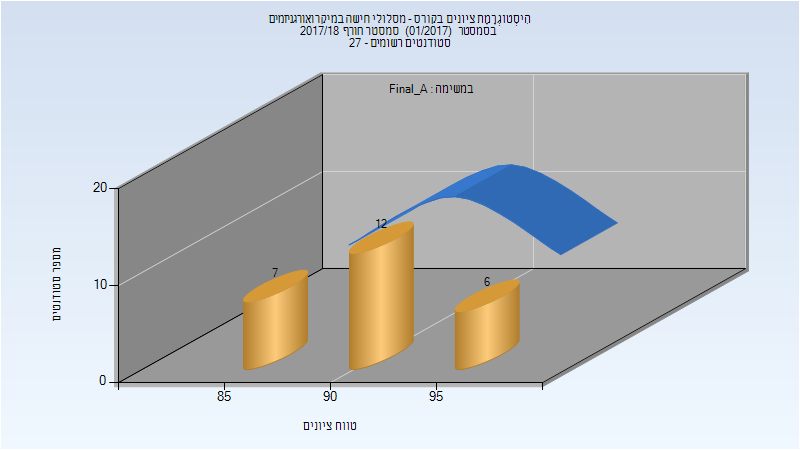 היסטוגרמת ציונים בקורס - מסלולי חישה במיקרואורגניזמים
בסמסטר (01/2017) סמסטר חורף 2017/18
סטודנטים רשומים - 27
במשימה : Final_A
20
10
0
מספר סטודנטים
7
12
6
85
90
95
טווח ציונים